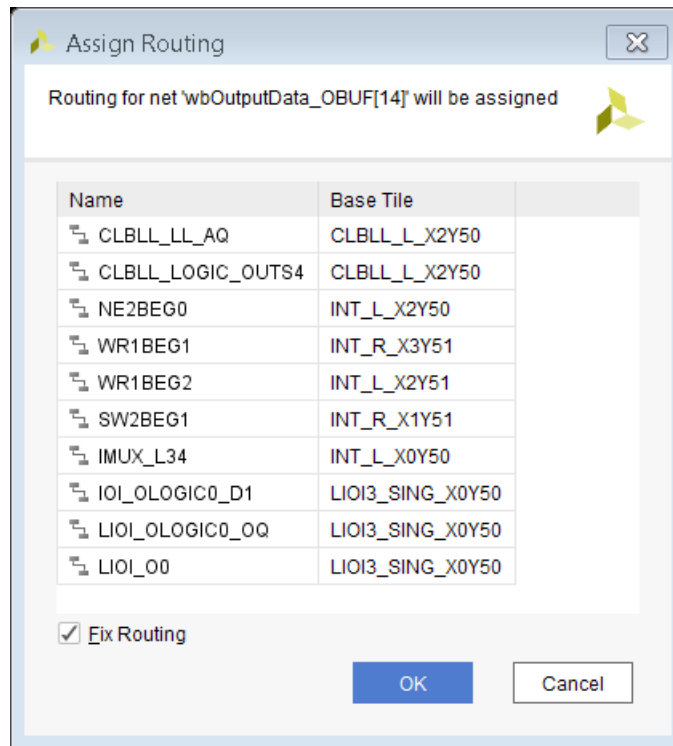 Assign Routing
Routing for net 'wbOutputData_OBUF[14]' will be assigned
Name Base Tile
CLBLL_LL_AQ CLBLL_L_X2Y50
CLBLL_LOGIC_OUTS4 CLBLL_L_X2Y50
NE2BEG0 INT_L_X2Y50
WR1BEG1 INT_R_X3Y51
WR1BEG2 INT_L_X2Y51
SW2BEG1 INT_R_X1Y51
IMUX_L34 INT_L_X0Y50
IOI_OLOGIC0_D1 LIOI3_SING_X0Y50
LIOI_OLOGIC0_OQ LIOI3_SING_X0Y50
LIOI_O0 LIOI3_SING_X0Y50
Fix Routing
OK Cancel